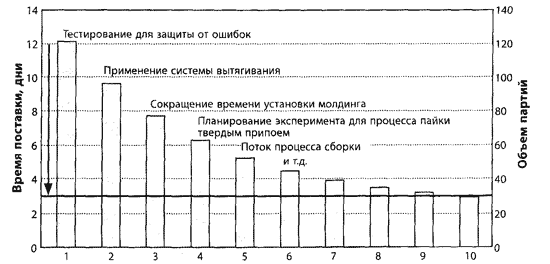 14
12
10
8
6
4
2
0
Время поставки, дни
Тестирование для защиты от ошибок
Применение системы вытягивания
Сокращение времени установки молдинга
Планирование эксперимента для процесса пайки
твердым припоем
Поток процесса сборки
и т.д.
140
120
100
80
60
40
20
0
Объем партий
1 2 3 4 5 6 7 8 9 10